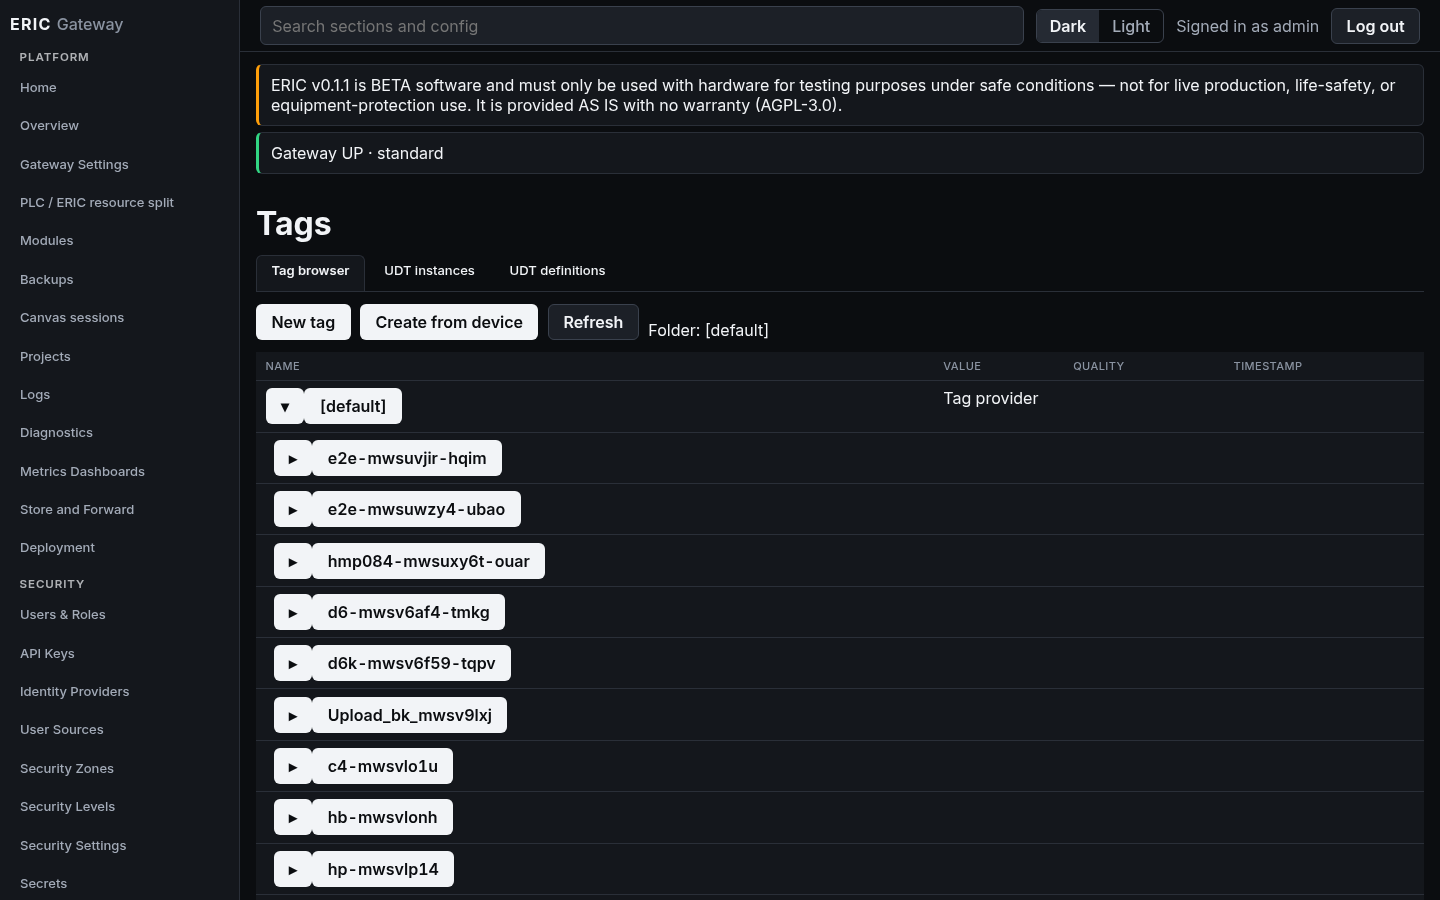 ERIC Gateway
PLATFORM
Home
Overview
Gateway Settings
PLC / ERIC resource split
Modules
Backups
Canvas sessions
Projects
Logs
Diagnostics
Metrics Dashboards
Store and Forward
Deployment
SECURITY
Users & Roles
API Keys
Identity Providers
User Sources
Security Zones
Security Levels
Security Settings
Secrets
Search sections and config
Dark
Light
Signed in as admin
Log out
ERIC v0.1.1 is BETA software and must only be used with hardware for testing purposes under safe conditions — not for live production, life-safety, or
equipment-protection use. It is provided AS IS with no warranty (AGPL-3.0).
Gateway UP · standard
Tags
Tag browser
UDT instances
UDT definitions
New tag
Create from device
Refresh
Folder: [default]
NAME
VALUE
QUALITY
TIMESTAMP
[default]
Tag provider
e2e-mwsuvjir-hqim
e2e-mwsuwzy4-ubao
hmp084-mwsuxy6t-ouar
d6-mwsv6af4-tmkg
d6k-mwsv6f59-tqpv
Upload_bk_mwsv9lxj
c4-mwsvlo1u
hb-mwsvlonh
hp-mwsvlp14